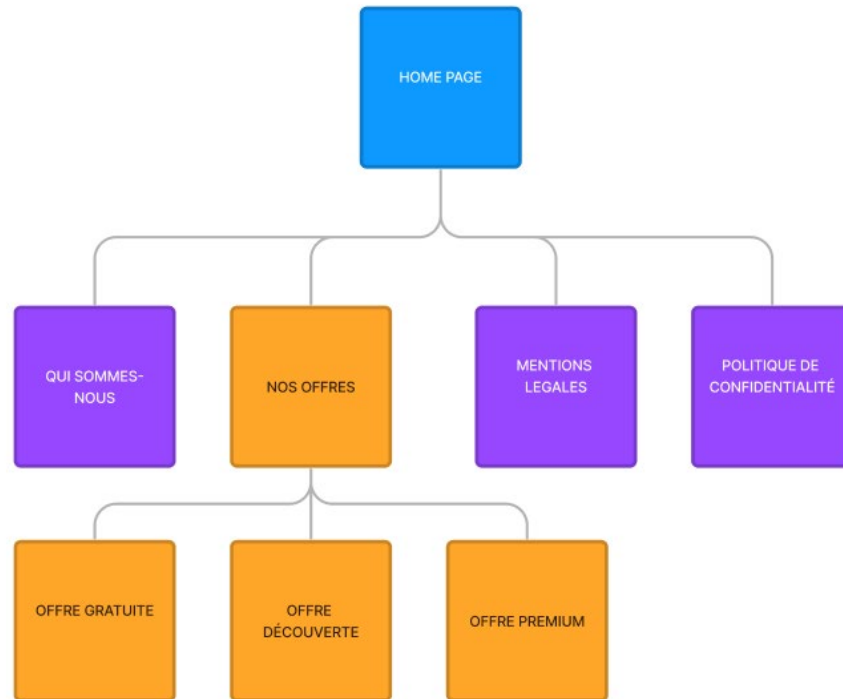 HOME PAGE
QUI SOMMES-
NOUS
NOS OFFRES
MENTIONS
LEGALES
POLITIQUE DE
CONFIDENTIALITÉ
OFFRE GRATUITE
OFFRE
DÉCOUVERTE
OFFRE PREMIUM